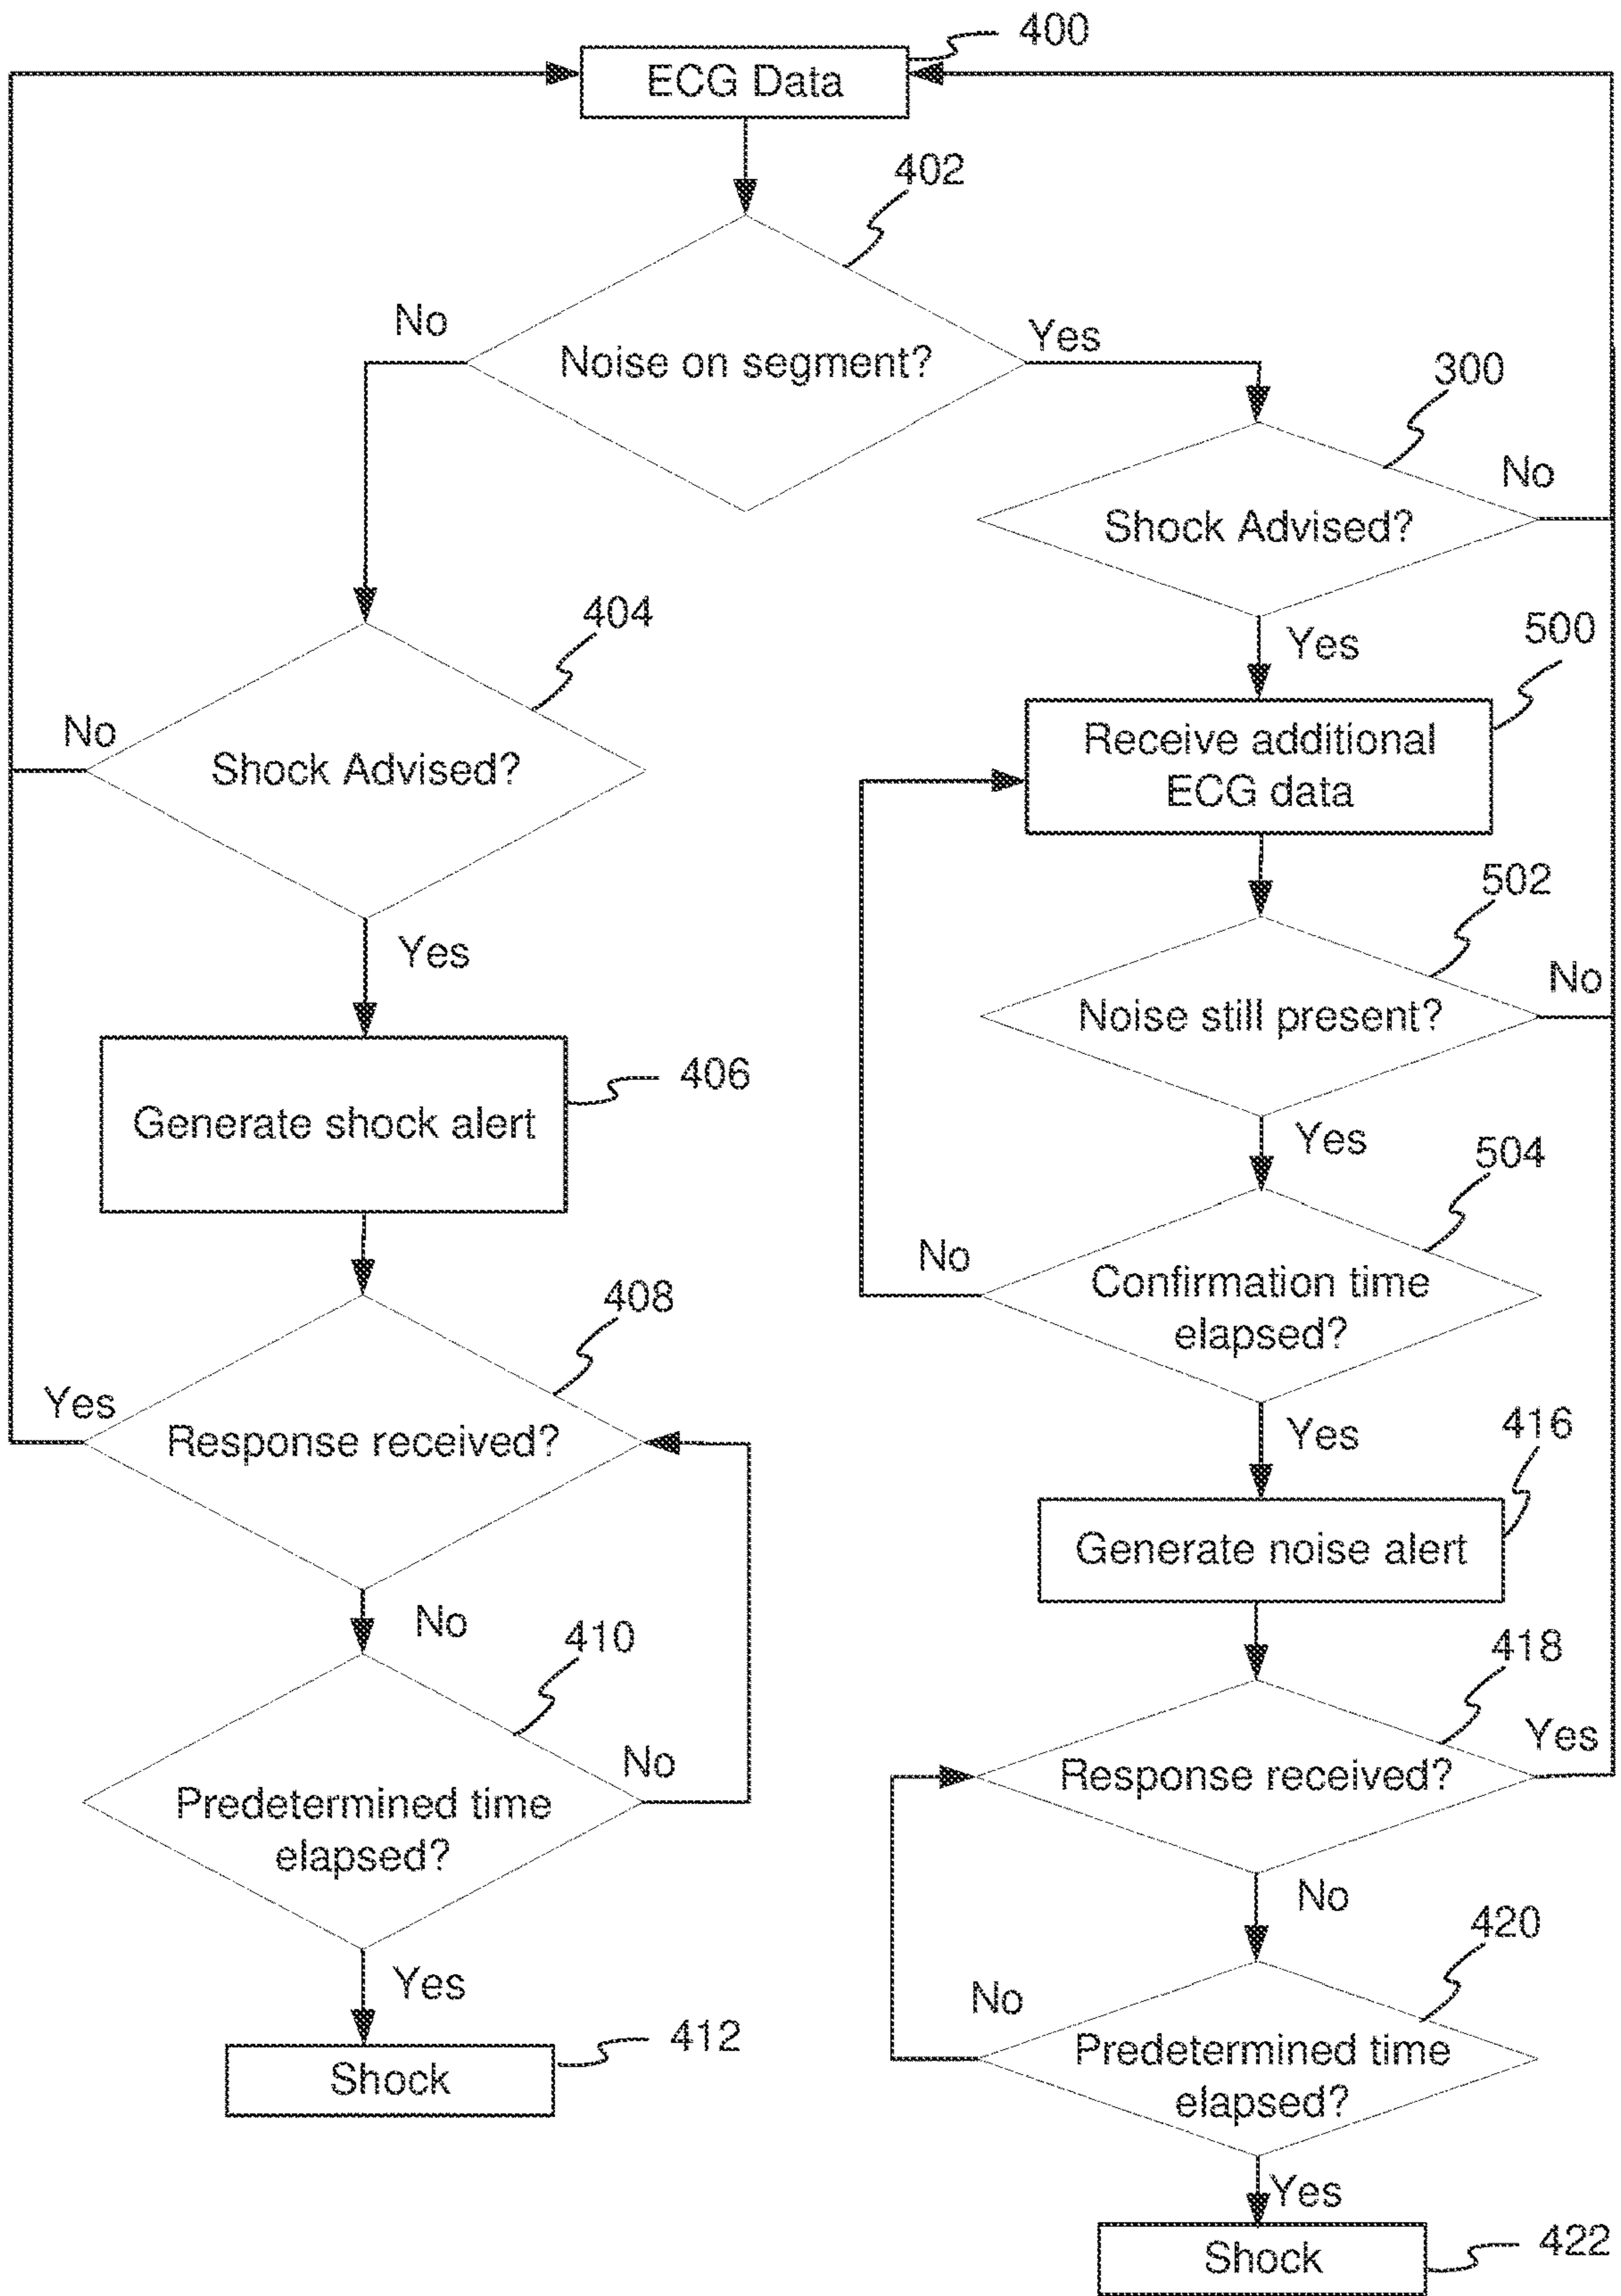 400
ECG Data
402
No
Noise on segment?
Yes
300
No
Shock Advised?
Yes
404
No
Shock Advised?
Yes
500
Receive additional
ECG data
502
No
Noise still present?
Yes
406
Generate shock alert
504
No
Confirmation time
elapsed?
Yes
408
Yes
Response received?
No
416
Generate noise alert
410
No
Predetermined time
elapsed?
Yes
418
Yes
Response received?
No
412
Shock
420
No
Predetermined time
elapsed?
Yes
Shock
422